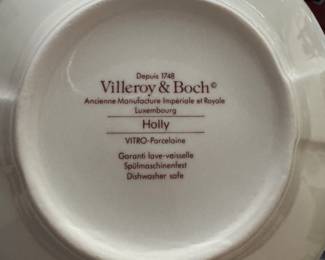 Depuis 1748
Villeroy & Boch©
Ancienne Manufacture Impériale et Royale
Luxembourg
Holly
VITRO-Porcelaine
Garanti lave-vaisselle
Spülmaschinenfest
Dishwasher safe